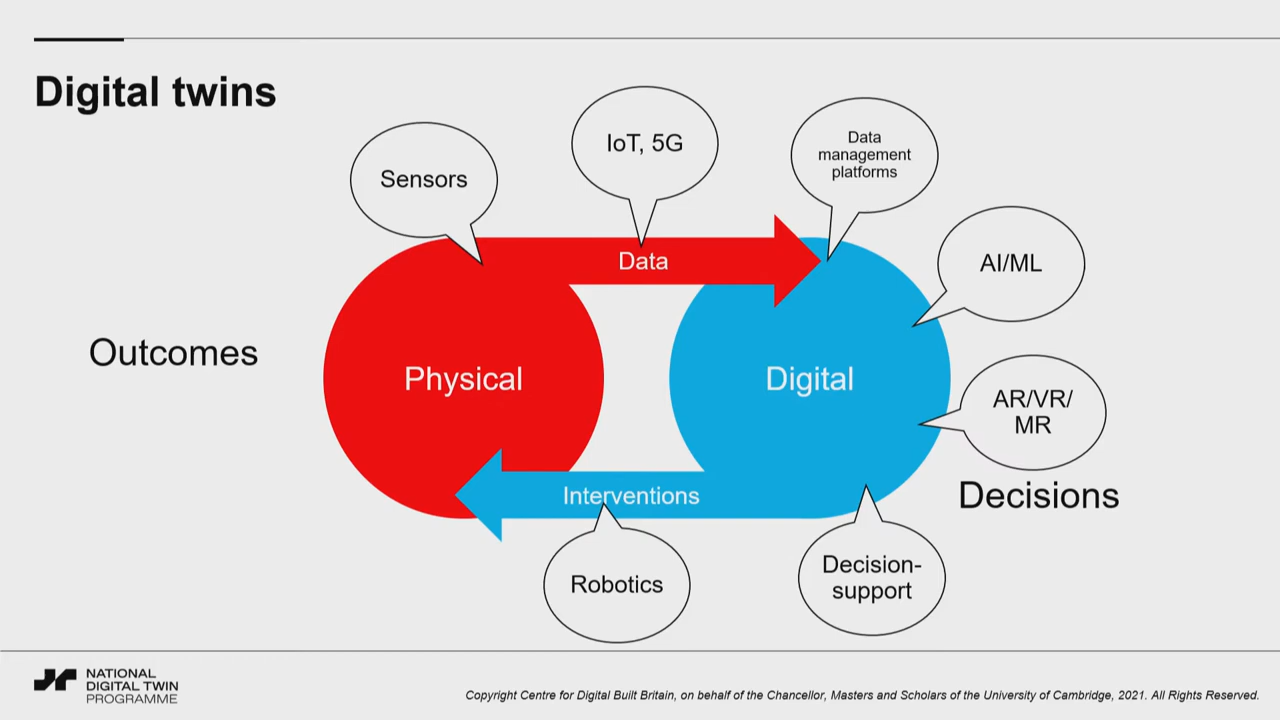 Digital twins
Sensors
IoT, 5G
Data
management
platforms
AI/ML
Data
Outcomes
Physical
Digital
AR/VR/
MR
Decisions
Interventions
Robotics
Decision-
support
NATIONAL
DIGITAL TWIN
PROGRAMME
Copyright Centre for Digital Built Britain, on behalf of the Chancellor, Masters and Scholars of the University of Cambridge, 2021. All Rights Reserved.